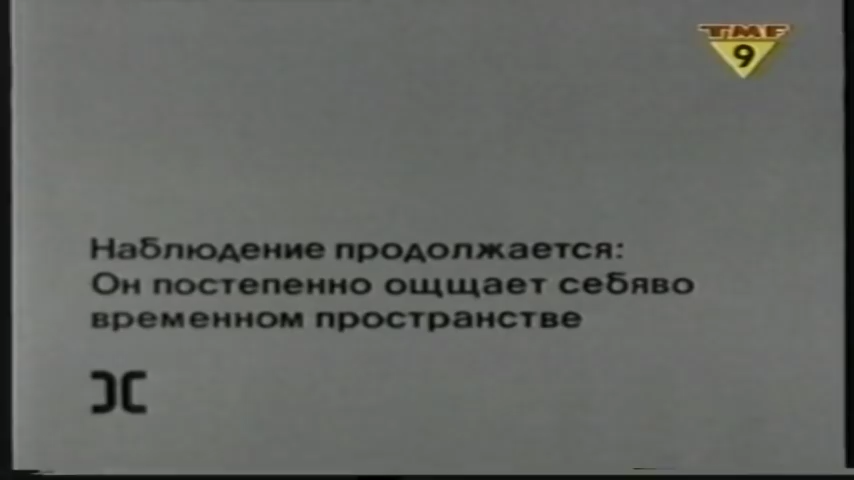 TMF
9
Наблюдение продолжается:
Он постепенно ощщает себяво
временном пространстве